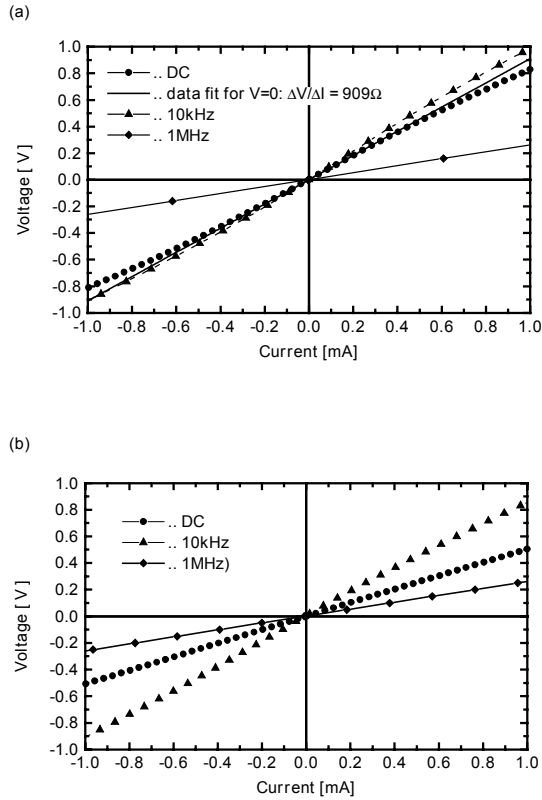 (a)
1.0
0.8
0.6
0.4
0.2
0.0
-0.2
-0.4
-0.6
-0.8
-1.0
Voltage [ V]
.. DC
.. data fit for V=0: ΔV/ΔI = 909Ω
.. 10kHz
.. 1MHz
-1.0 -0.8 -0.6 -0.4 -0.2 0.0 0.2 0.4 0.6 0.8 1.0
Current [mA]
(b)
1.0
0.8
0.6
0.4
0.2
0.0
-0.2
-0.4
-0.6
-0.8
-1.0
Voltage [ V]
.. DC
.. 10kHz
.. 1MHz)
-1.0 -0.8 -0.6 -0.4 -0.2 0.0 0.2 0.4 0.6 0.8 1.0
Current [mA]